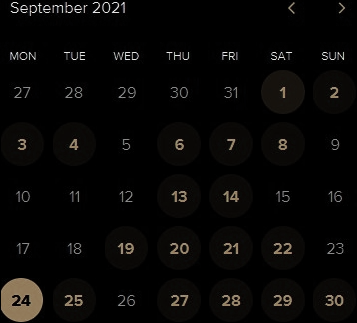 September 2021
MON TUE WED THU FRI SAT SUN
27 28 29 30 31 1 2
3 4 5 6 7 8 9
10 11 12 13 14 15 16
17 18 19 20 21 22 23
24 25 26 27 28 29 30